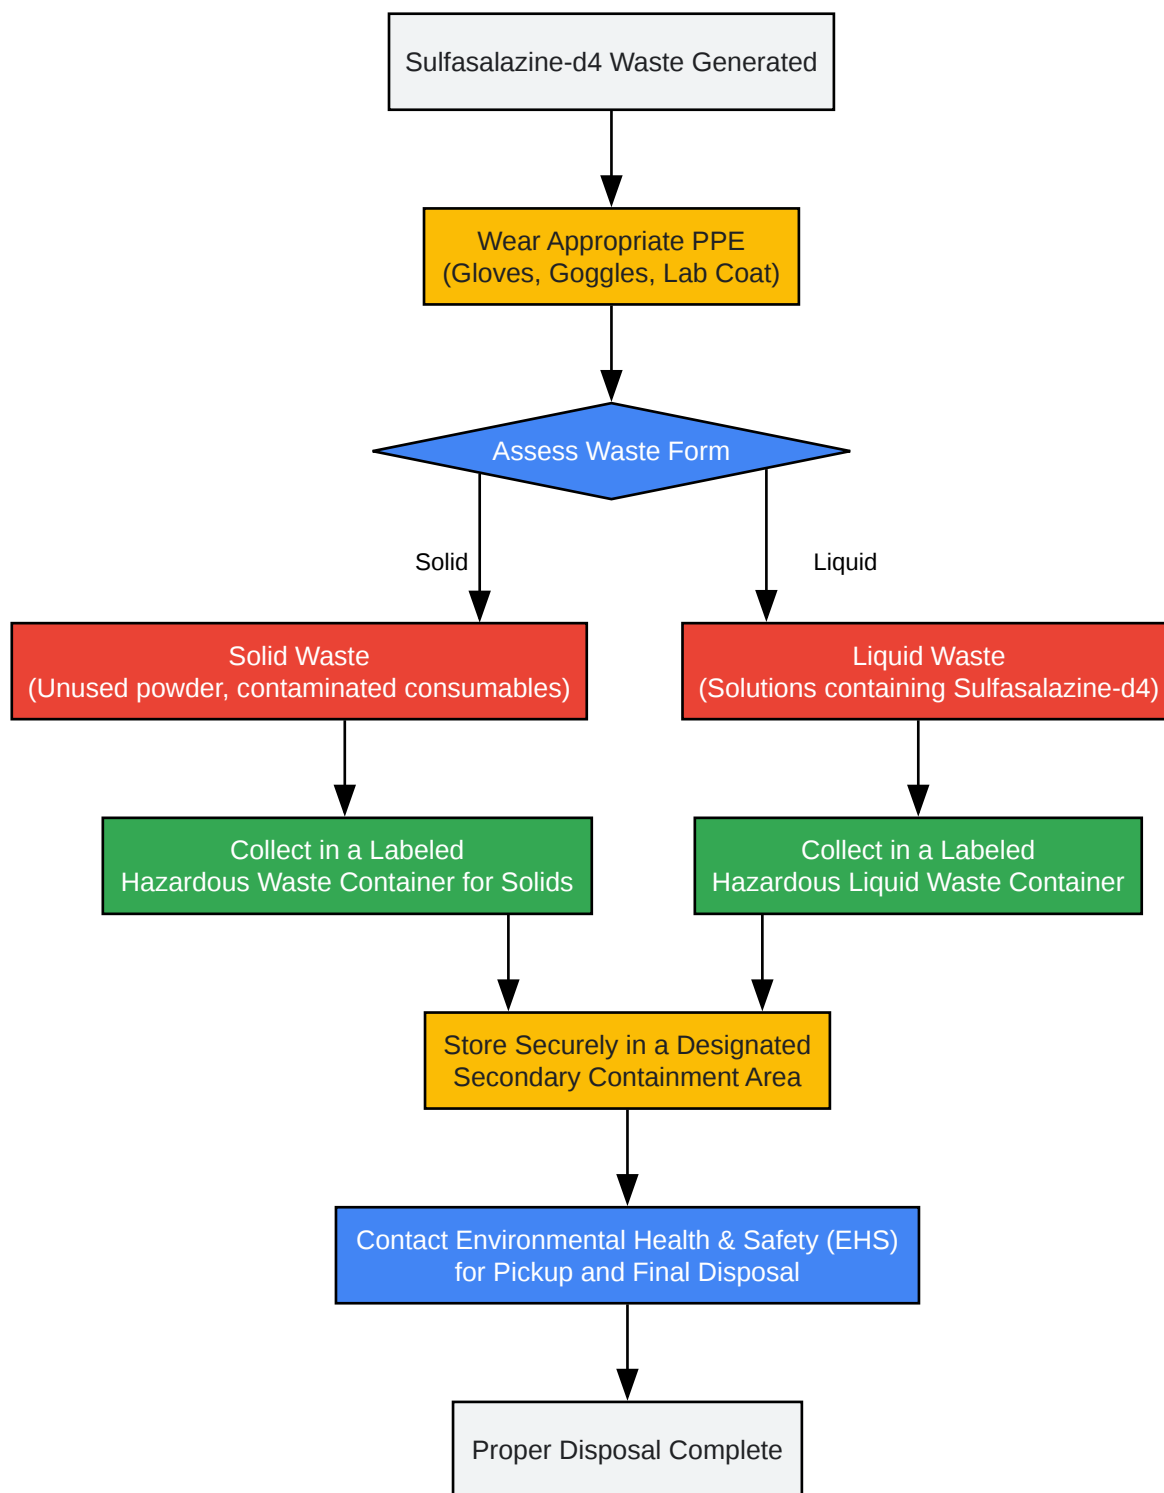 Sulfasalazine-d4 Waste Generated
Wear Appropriate PPE
(Gloves, Goggles, Lab Coat)
Assess Waste Form
Solid
Liquid
Solid Waste
(Unused powder, contaminated consumables)
Liquid Waste
(Solutions containing Sulfasalazine-d4)
Collect in a Labeled
Hazardous Waste Container for Solids
Collect in a Labeled
Hazardous Liquid Waste Container
Store Securely in a Designated
Secondary Containment Area
Contact Environmental Health & Safety (EHS)
for Pickup and Final Disposal
Proper Disposal Complete